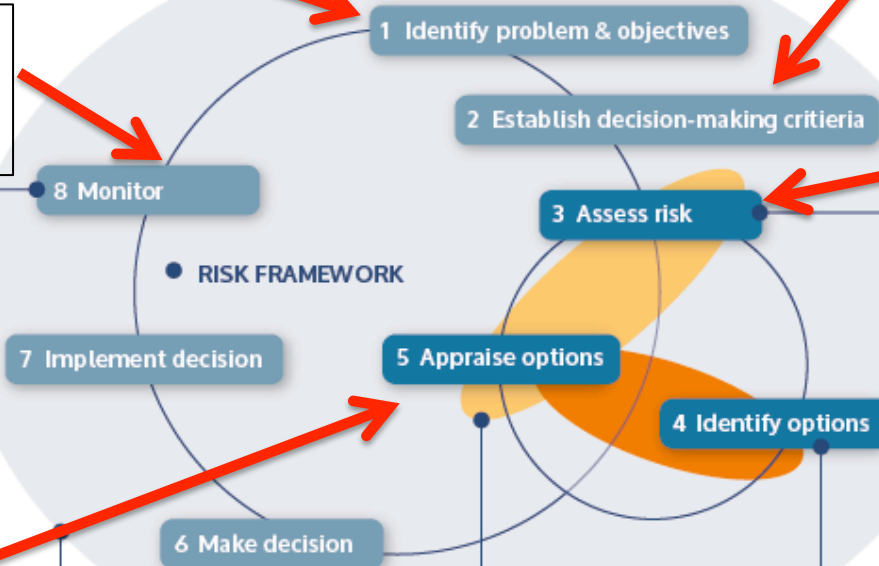 1 Identify problem & objectives
2 Establish decision-making critieria
3 Assess risk
8 Monitor
RISK FRAMEWORK
7 Implement decision
5 Appraise options
4 Identify options
6 Make decision